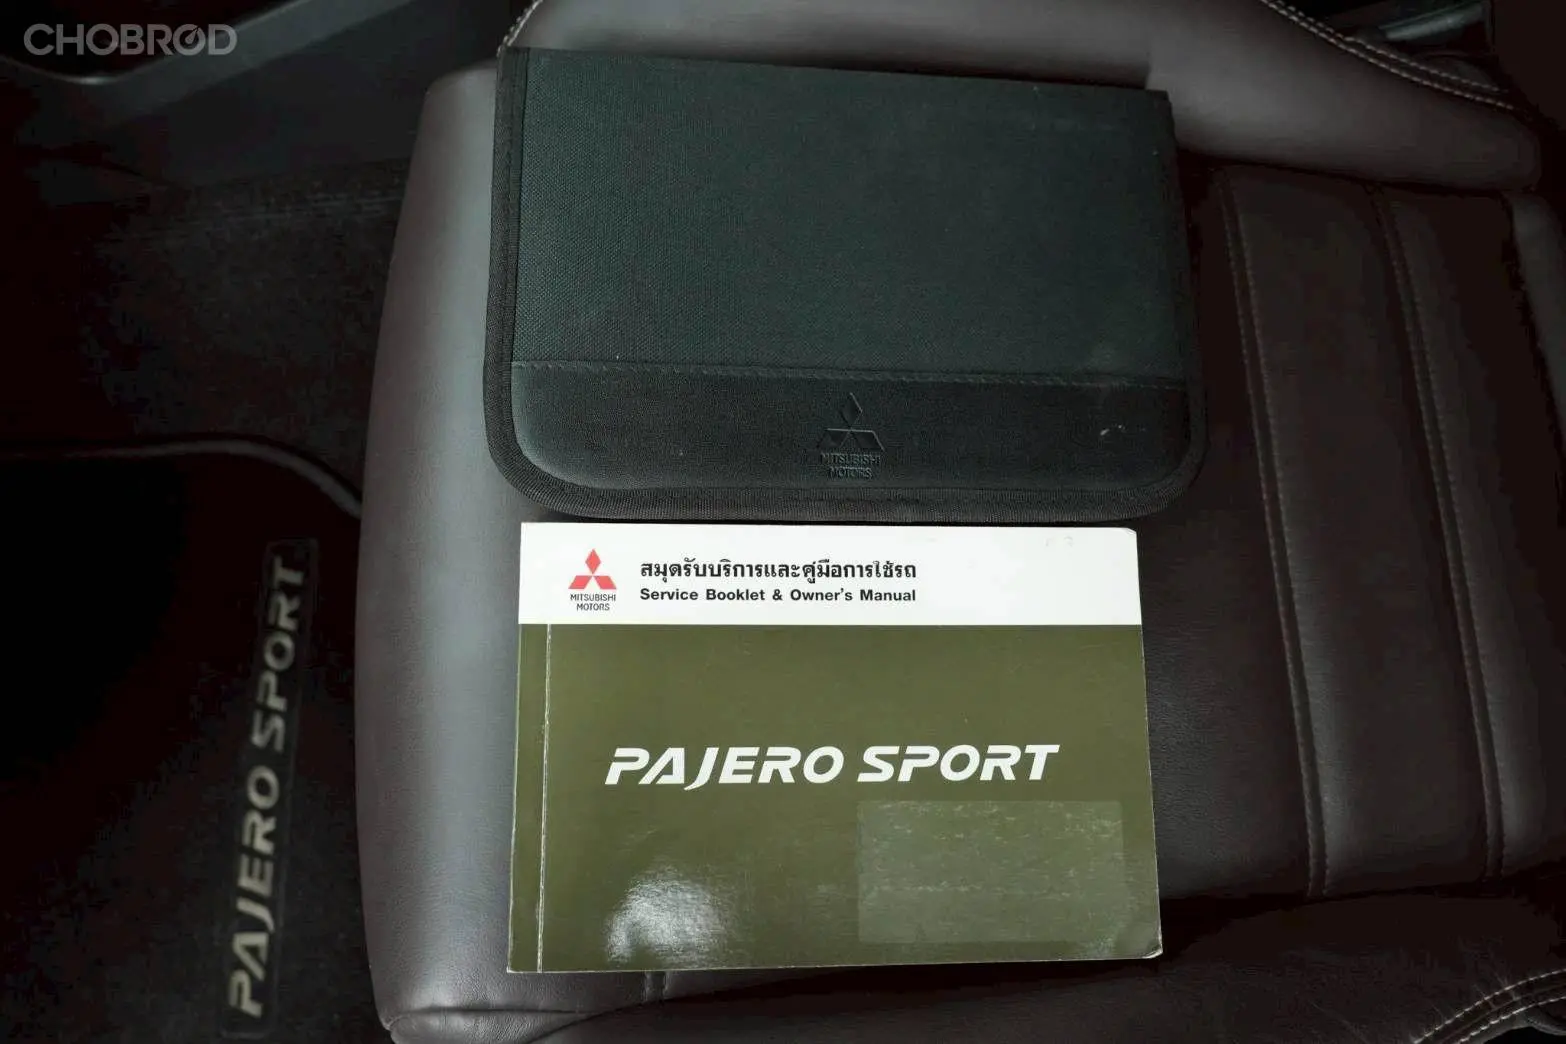 CHOBROD
MITSUBISHI
MOTORS
MITSUBISHI
MOTORS
สมุดรับบริการและคู่มือการใช้รถ
Service Booklet & Owner's Manual
PAJERO SPORT
PAJERO SPORT